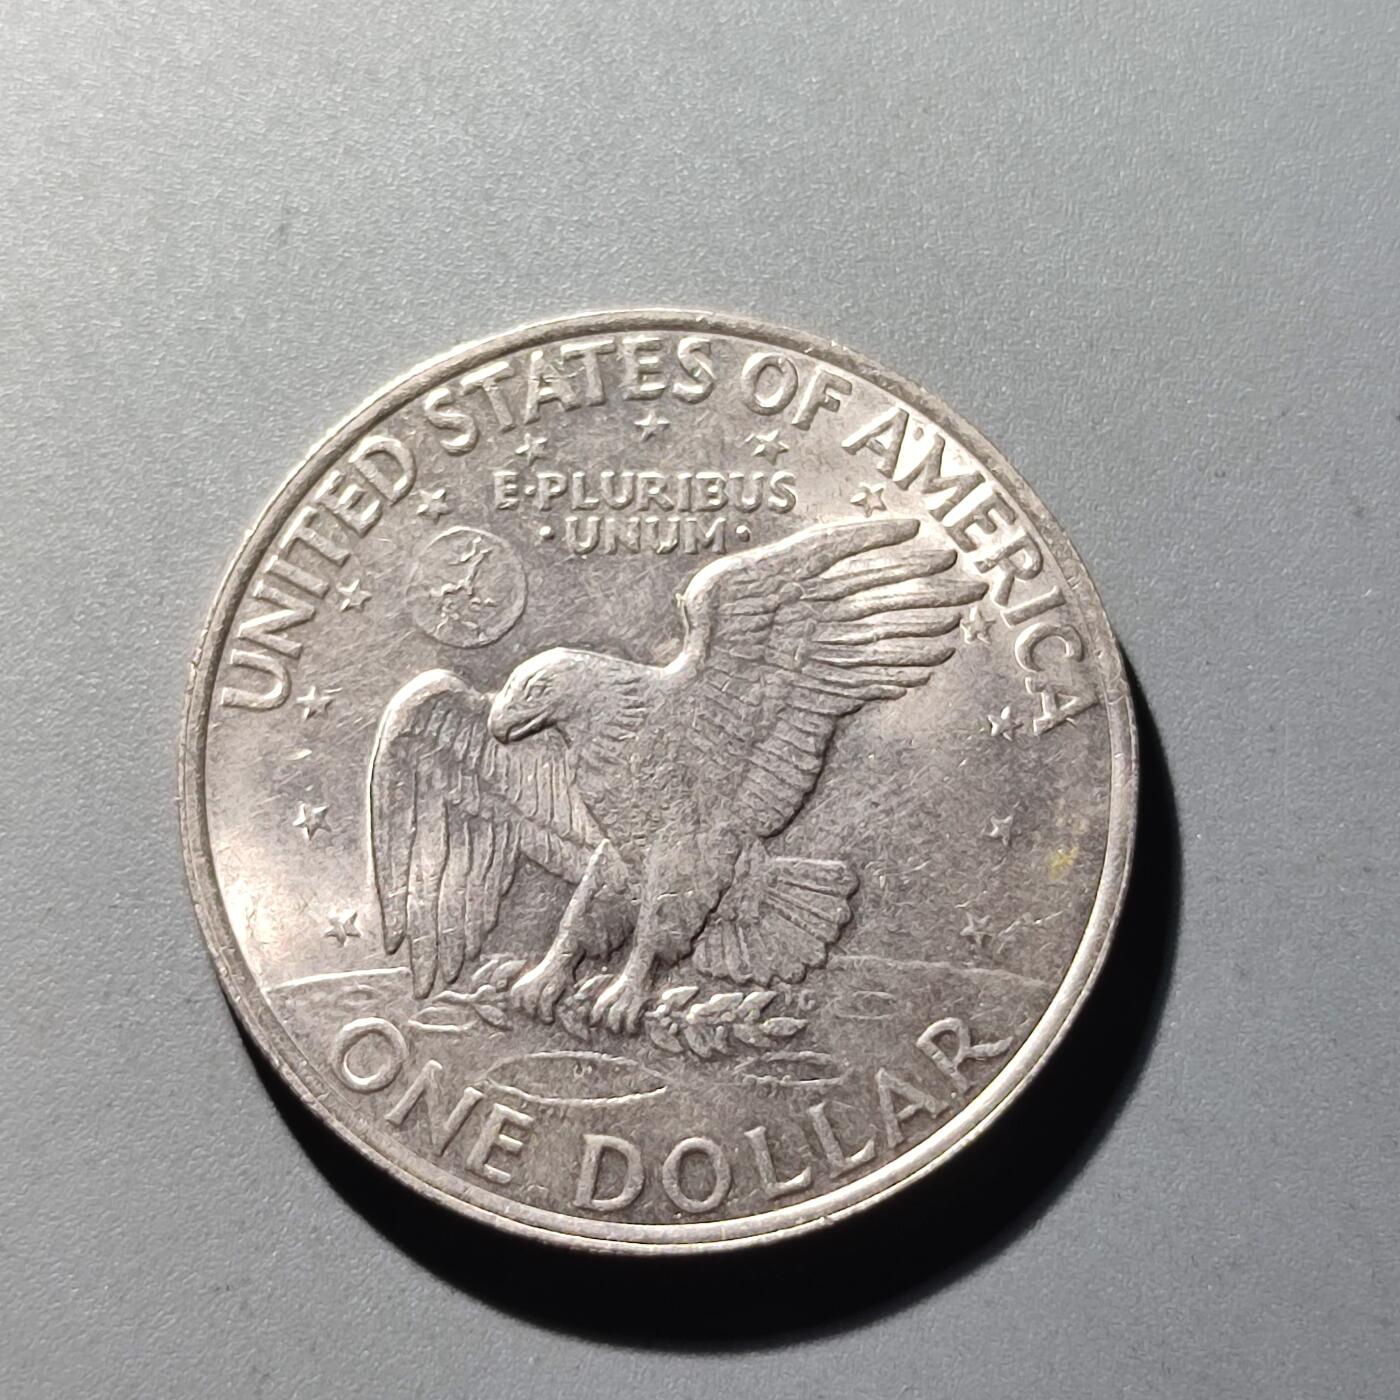 UNITED STATES OF AMERICA
E·PLURIBUS
·UNUM·
ONE DOLLAR